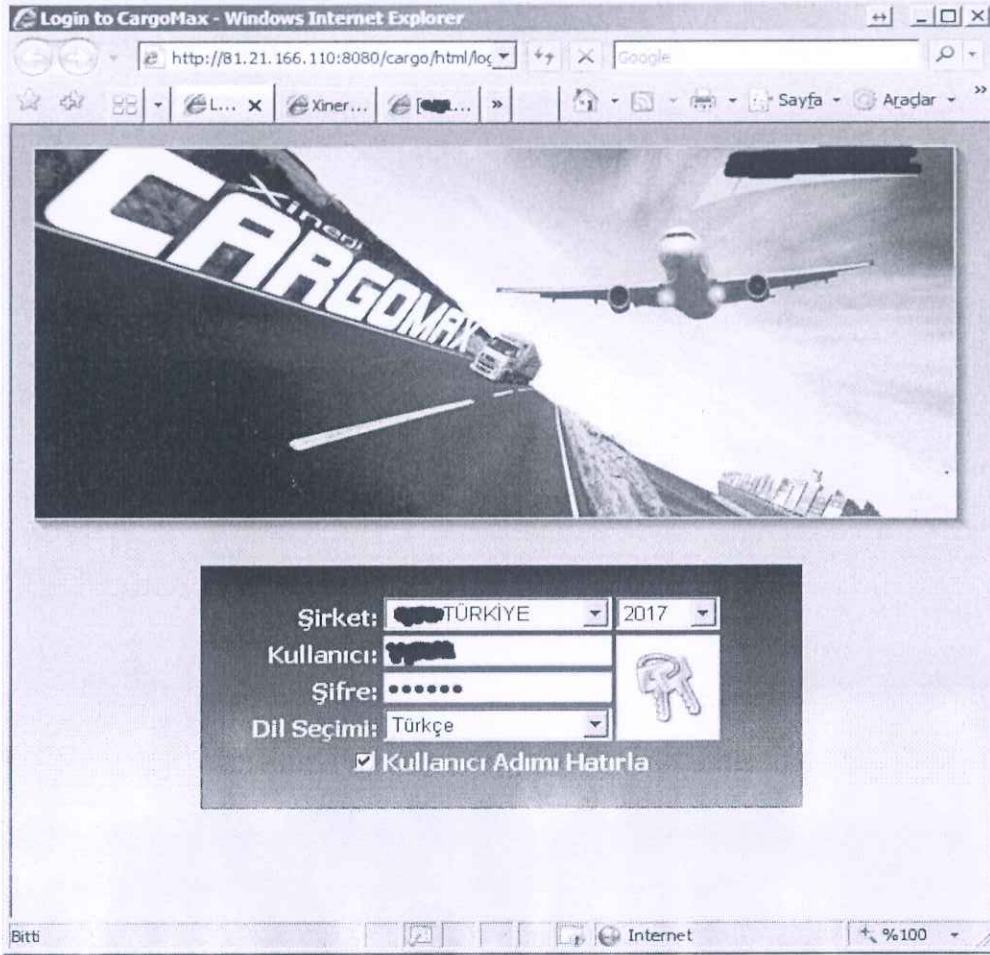 Login to CargoMax - Windows Internet Explorer
http://81.21.166.110:8080/cargo/html/log
Google
L... Xiner... [ ... » Sayfa Araçlar »
Xinerji
CARGOMAX
Şirket: TÜRKİYE 2017
Kullanıcı:
Şifre: ••••••
Dil Seçimi: Türkçe
Kullanıcı Adımı Hatırla
Bitti Internet %100